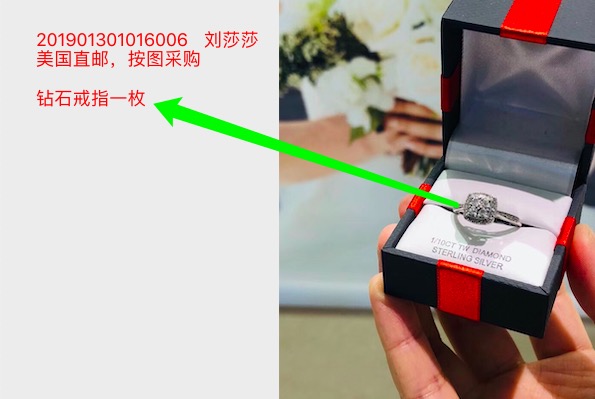 201901301016006 刘莎莎
美国直邮，按图采购
钻石戒指一枚
1/10CT TW DIAMOND
STERLING SILVER